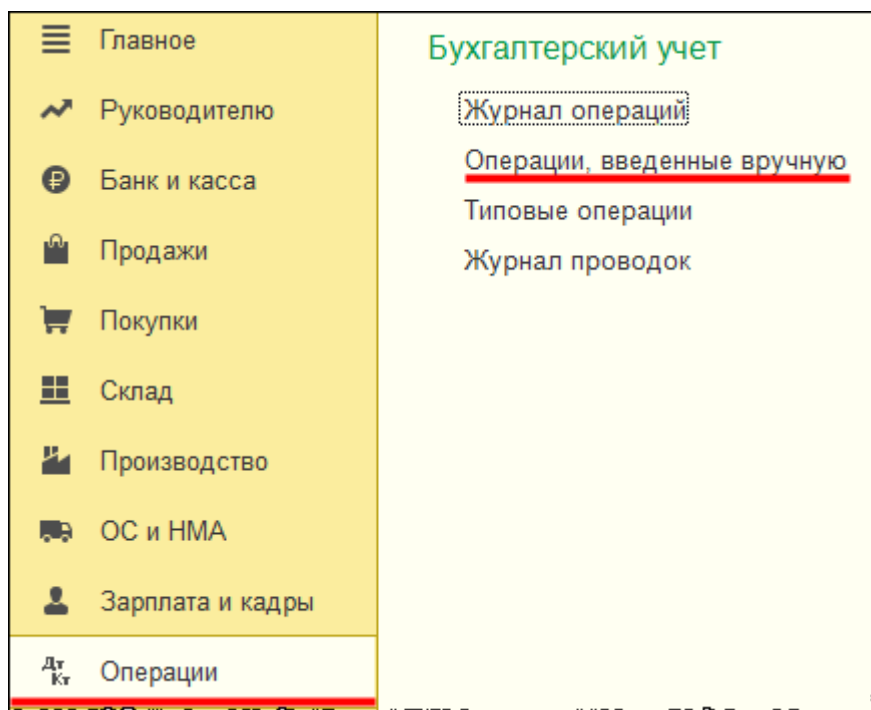 Главное
Руководителю
Банк и касса
Продажи
Покупки
Склад
Производство
ОС и НМА
Зарплата и кадры
Дт
Кт
Операции
Бухгалтерский учет
Журнал операций
Операции, введенные вручную
Типовые операции
Журнал проводок